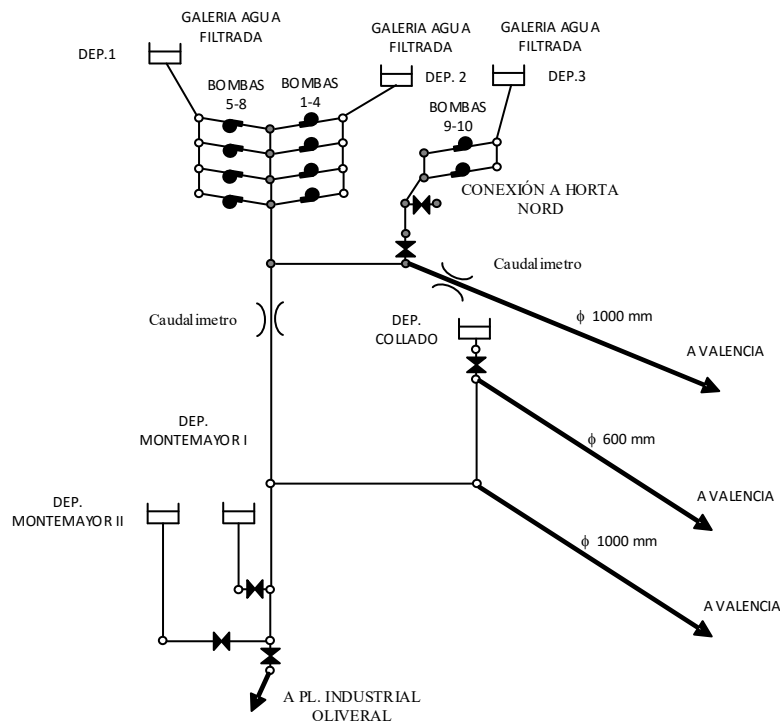 GALERIA AGUA
FILTRADA
DEP.1
GALERIA AGUA
FILTRADA
DEP. 2
GALERIA AGUA
FILTRADA
DEP.3
BOMBAS
5-8
BOMBAS
1-4
BOMBAS
9-10
CONEXIÓN A HORTA
NORD
Caudalimetro
Caudalimetro
ϕ 1000 mm
A VALENCIA
DEP.
COLLADO
ϕ 600 mm
A VALENCIA
DEP.
MONTEMAYOR I
DEP.
MONTEMAYOR II
ϕ 1000 mm
A VALENCIA
A PL. INDUSTRIAL
OLIVERAL